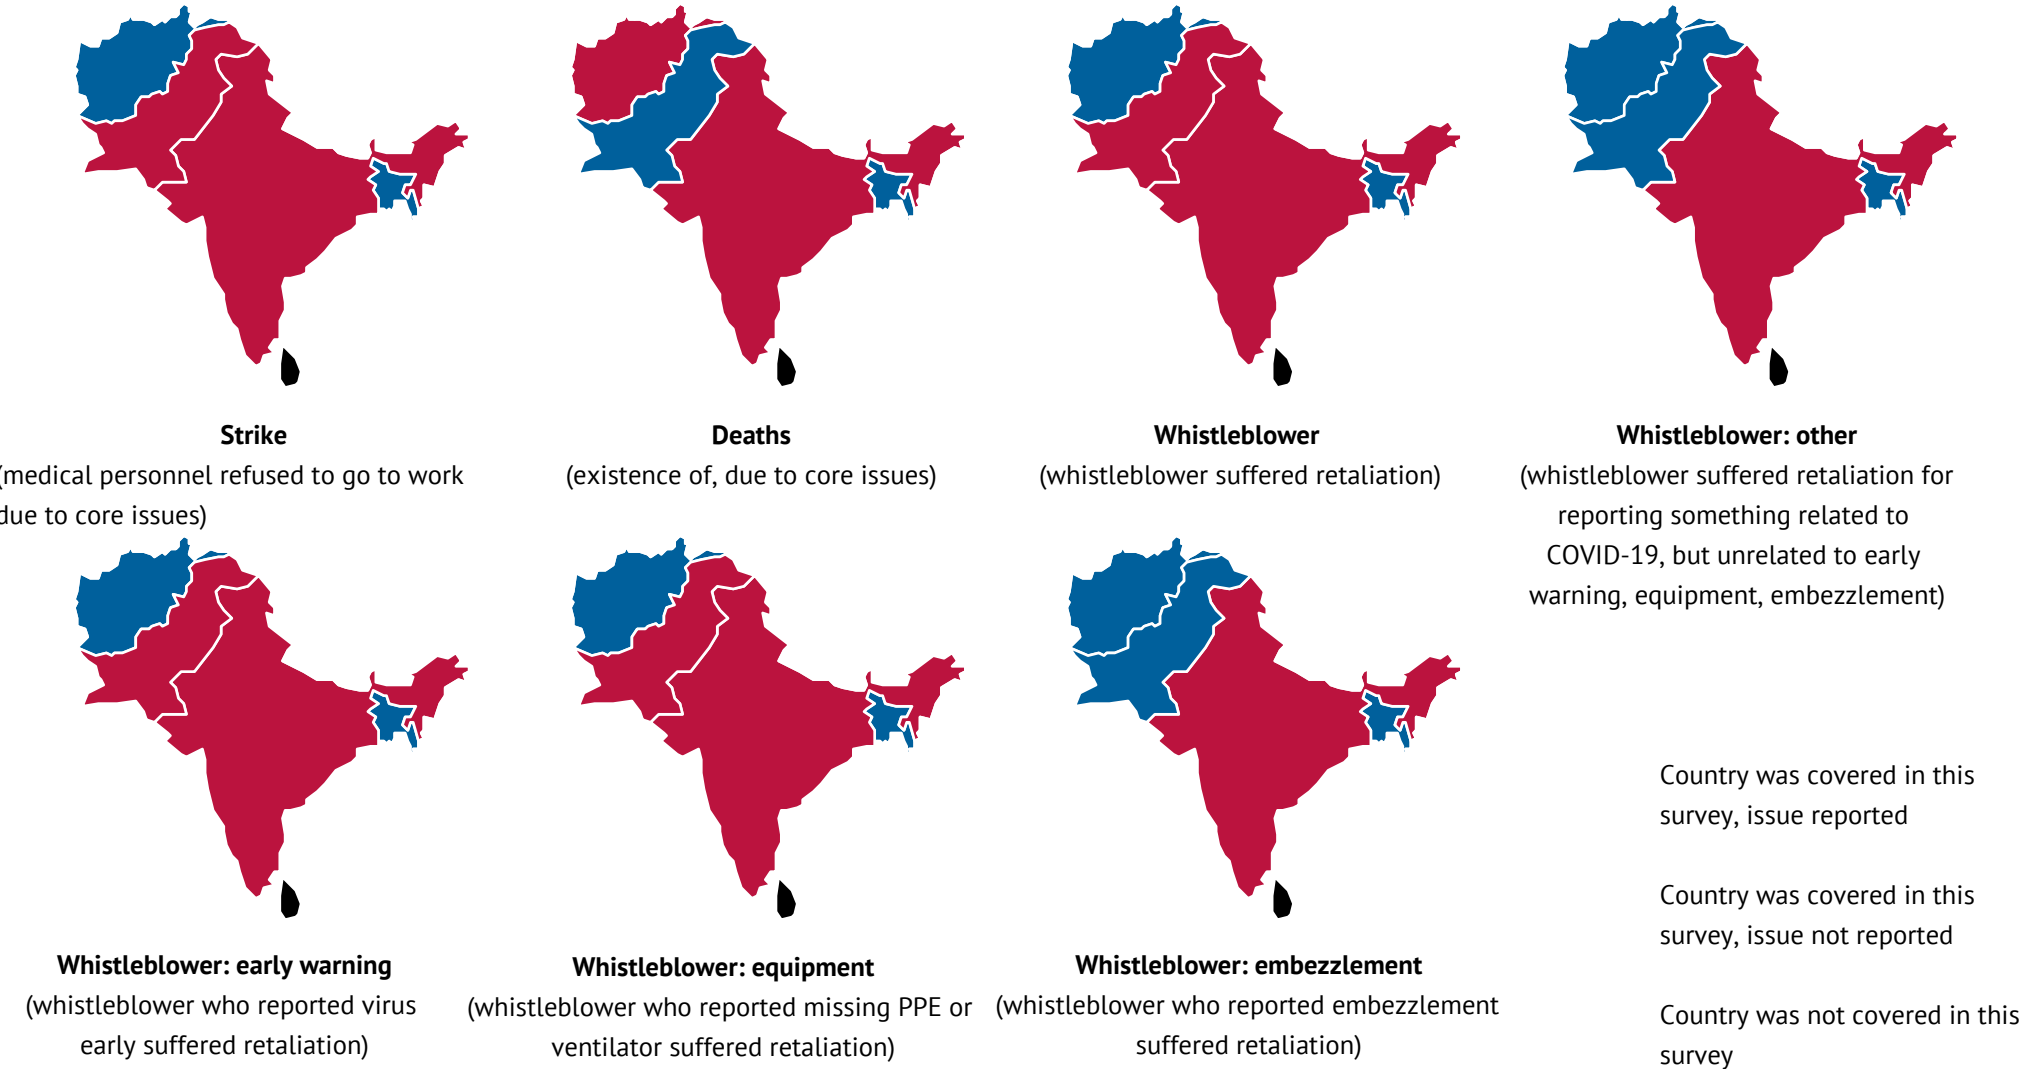 Strike
(medical personnel refused to go to work
due to core issues)
Deaths
(existence of, due to core issues)
Whistleblower
(whistleblower suffered retaliation)
Whistleblower: other
(whistleblower suffered retaliation for
reporting something related to
COVID-19, but unrelated to early
warning, equipment, embezzlement)
Whistleblower: early warning
(whistleblower who reported virus
early suffered retaliation)
Whistleblower: equipment
(whistleblower who reported missing PPE or
ventilator suffered retaliation)
Whistleblower: embezzlement
(whistleblower who reported embezzlement
suffered retaliation)
Country was covered in this
survey, issue reported
Country was covered in this
survey, issue not reported
Country was not covered in this
survey